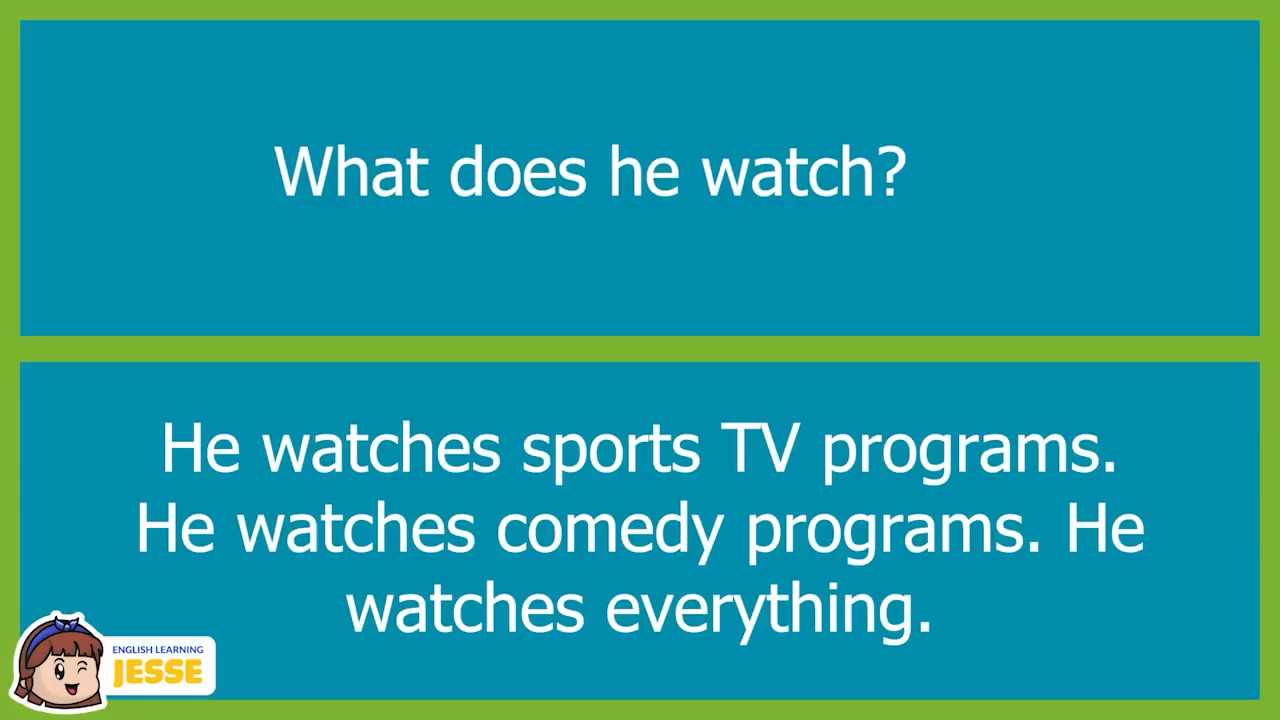 What does he watch?
He watches sports TV programs.
He watches comedy programs. He
watches everything.
ENGLISH LEARNING
JESSE